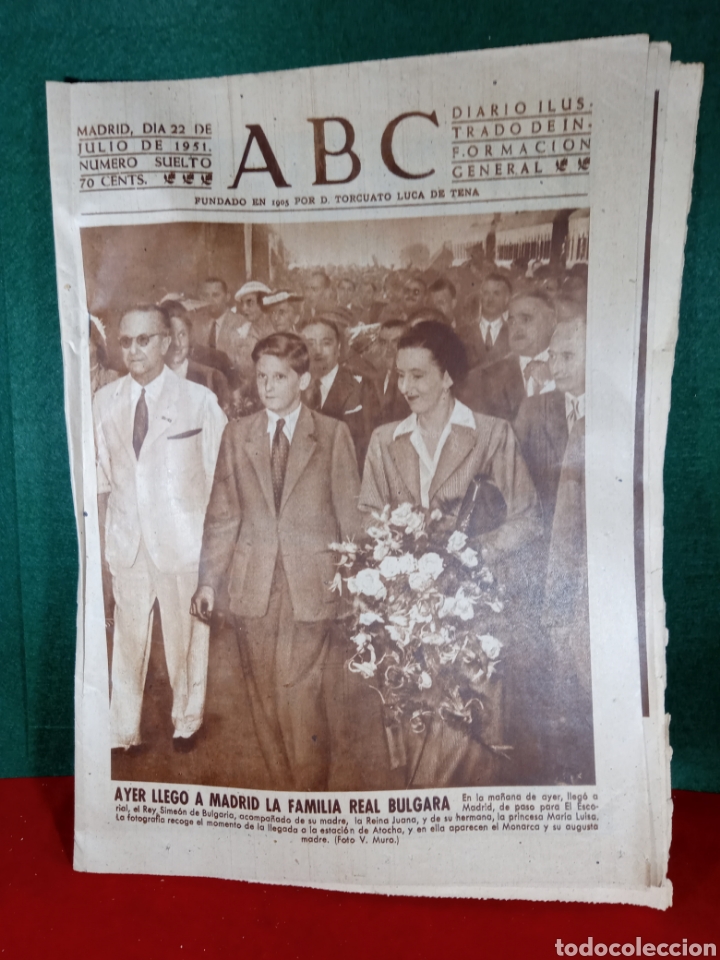 MADRID, DIA 22 DE
JULIO DE 1951.
NUMERO SUELTO
70 CENTS.
ABC
DIARIO ILUS-
TRADO DE IN-
FORMACION
GENERAL
FUNDADO EN 1905 POR D. TORCUATO LUCA DE TENA
AYER LLEGO A MADRID LA FAMILIA REAL BULGARA En la mañana de ayer, llegó a
Madrid, de paso para El Esco-
rial, el Rey Simeón de Bulgaria, acompañado de su madre, la Reina Juana, y de su hermana, la princesa María Luisa.
La fotografía recoge el momento de la llegada a la estación de Atocha, y en ella aparecen el Monarca y su augusta
madre. (Foto V. Muro.)
todocoleccion